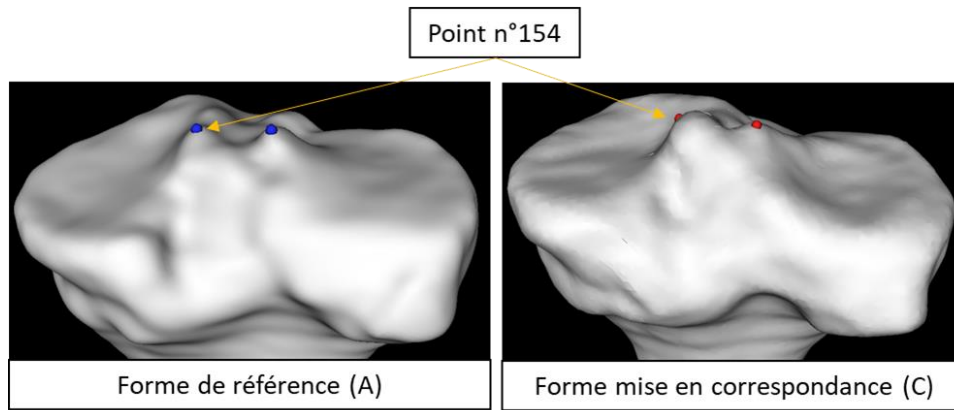 Point n°154
Forme de référence (A)
Forme mise en correspondance (C)